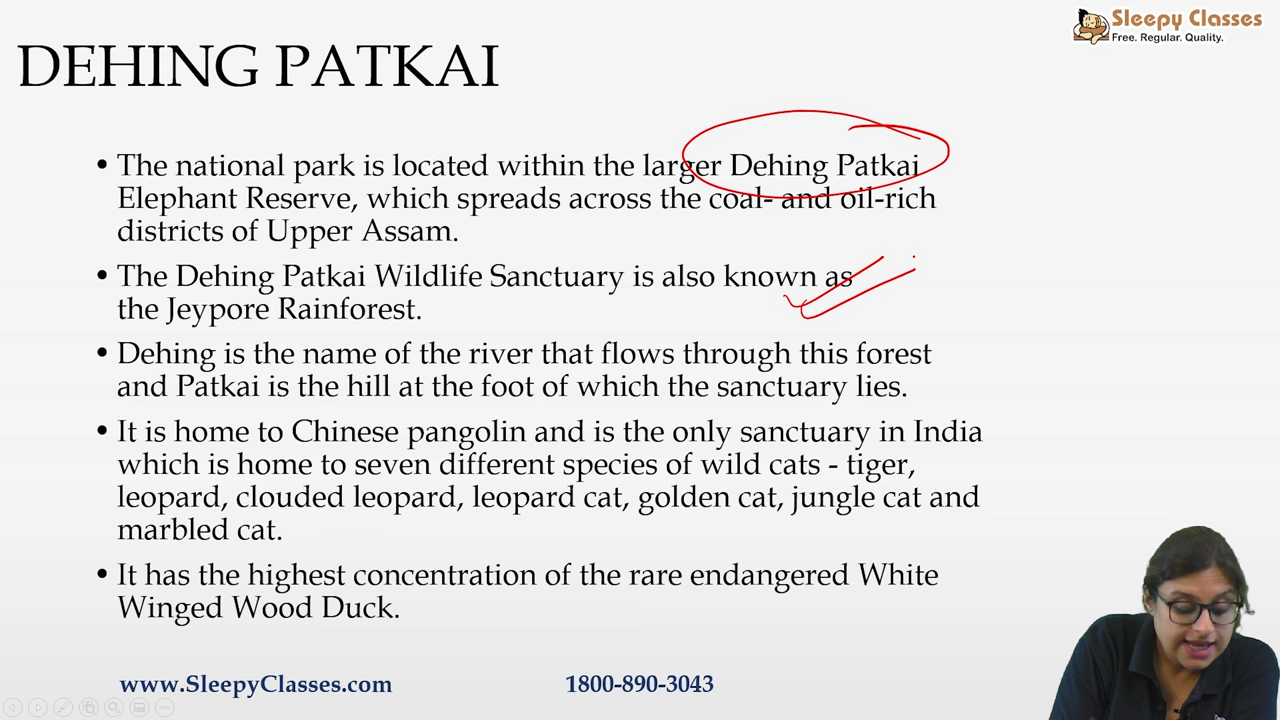 Sleepy Classes
Free. Regular. Quality.
DEHING PATKAI
• The national park is located within the larger Dehing Patkai
Elephant Reserve, which spreads across the coal- and oil-rich
districts of Upper Assam.
• The Dehing Patkai Wildlife Sanctuary is also known as
the Jeypore Rainforest.
• Dehing is the name of the river that flows through this forest
and Patkai is the hill at the foot of which the sanctuary lies.
• It is home to Chinese pangolin and is the only sanctuary in India
which is home to seven different species of wild cats - tiger,
leopard, clouded leopard, leopard cat, golden cat, jungle cat and
marbled cat.
• It has the highest concentration of the rare endangered White
Winged Wood Duck.
www.SleepyClasses.com 1800-890-3043